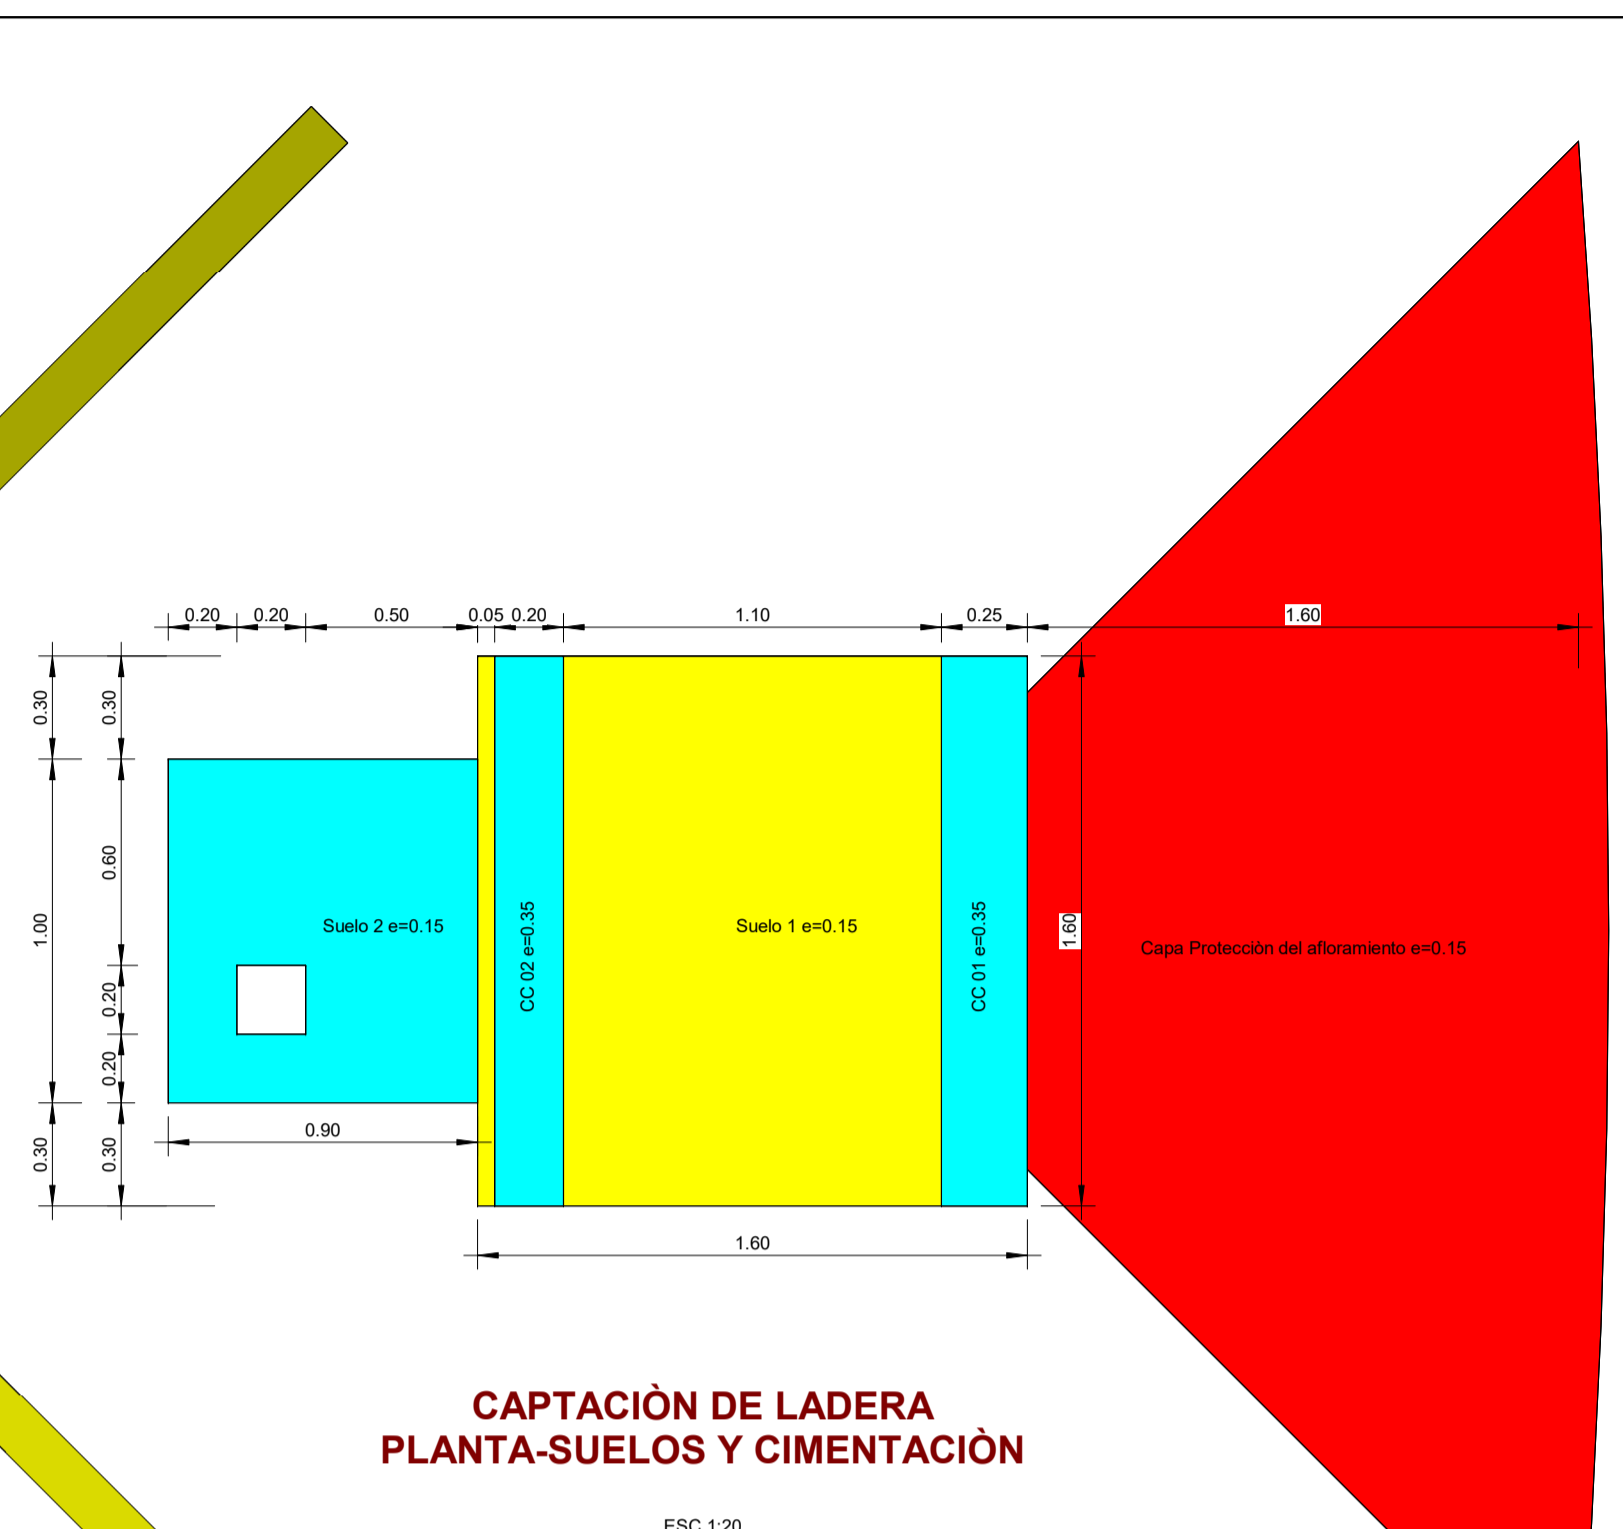 0.20 0.20 0.50 0.05 0.20 1.10 0.25 1.60
0.30
0.30
1.00
0.60
0.20
0.20
0.30
0.30
Suelo 2 e=0.15
CC 02 e=0.35
Suelo 1 e=0.15
CC 01 e=0.35
1.60
Capa Protecciòn del afloramiento e=0.15
0.90
1.60
CAPTACIÒN DE LADERA
PLANTA-SUELOS Y CIMENTACIÒN
ESC 1:20